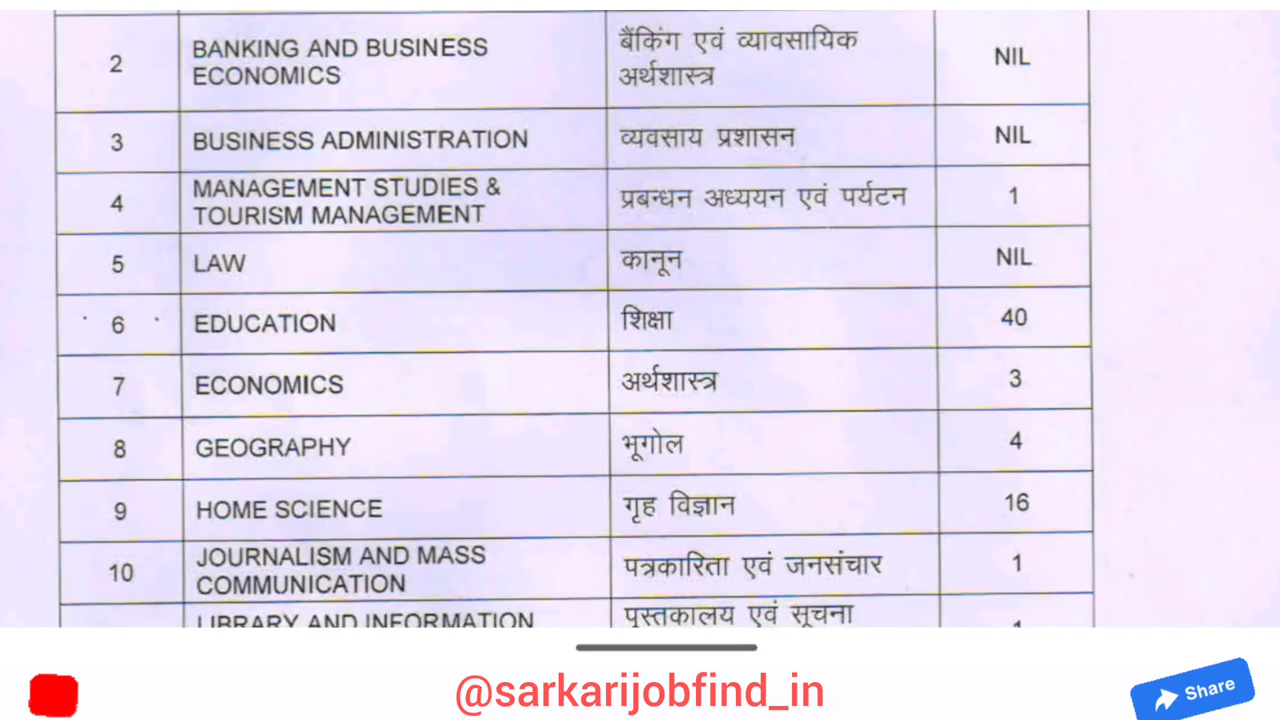 2 BANKING AND BUSINESS ECONOMICS बैंकिंग एवं व्यावसायिक अर्थशास्त्र NIL
3 BUSINESS ADMINISTRATION व्यवसाय प्रशासन NIL
4 MANAGEMENT STUDIES & TOURISM MANAGEMENT प्रबन्धन अध्ययन एवं पर्यटन 1
5 LAW कानून NIL
6 EDUCATION शिक्षा 40
7 ECONOMICS अर्थशास्त्र 3
8 GEOGRAPHY भूगोल 4
9 HOME SCIENCE गृह विज्ञान 16
10 JOURNALISM AND MASS COMMUNICATION पत्रकारिता एवं जनसंचार 1
LIBRARY AND INFORMATION पुस्तकालय एवं सूचना
@sarkarijobfind_in
Share